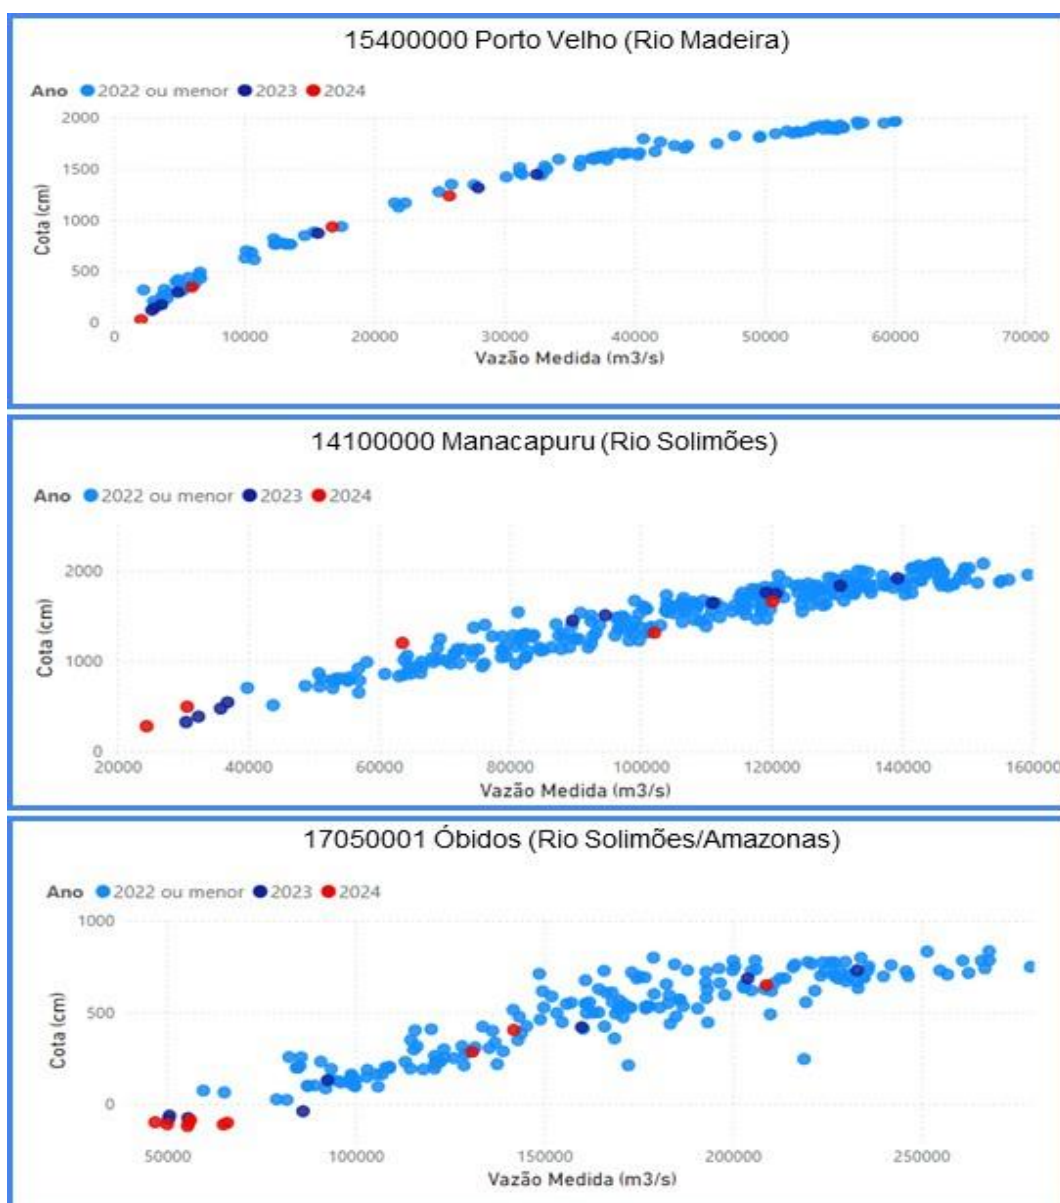 15400000 Porto Velho (Rio Madeira)
Ano 2022 ou menor 2023 2024
2000
1500
1000
500
0
Cota (cm)
0 10000 20000 30000 40000 50000 60000 70000
Vazão Medida (m3/s)
14100000 Manacapuru (Rio Solimões)
Ano 2022 ou menor 2023 2024
2000
1000
0
Cota (cm)
20000 40000 60000 80000 100000 120000 140000 160000
Vazão Medida (m3/s)
17050001 Óbidos (Rio Solimões/Amazonas)
Ano 2022 ou menor 2023 2024
1000
500
0
Cota (cm)
50000 100000 150000 200000 250000
Vazão Medida (m3/s)